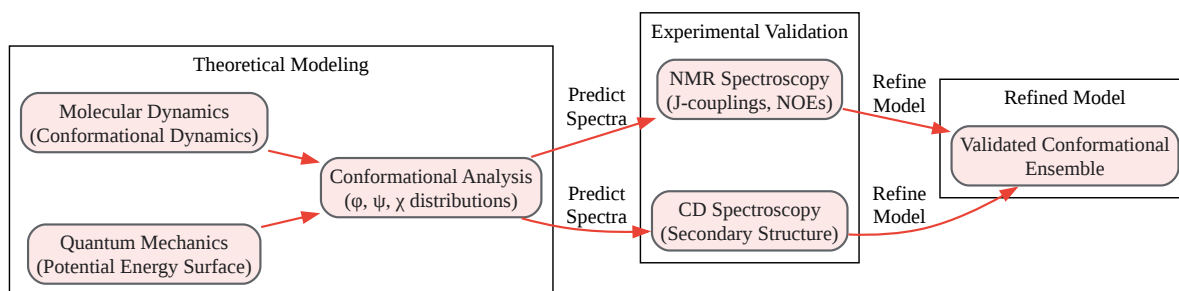 Theoretical Modeling
Molecular Dynamics
(Conformational Dynamics)
Quantum Mechanics
(Potential Energy Surface)
Conformational Analysis
(φ, ψ, χ distributions)
Predict
Spectra
Predict
Spectra
Experimental Validation
NMR Spectroscopy
(J-couplings, NOEs)
CD Spectroscopy
(Secondary Structure)
Refine
Model
Refine
Model
Refined Model
Validated Conformational
Ensemble